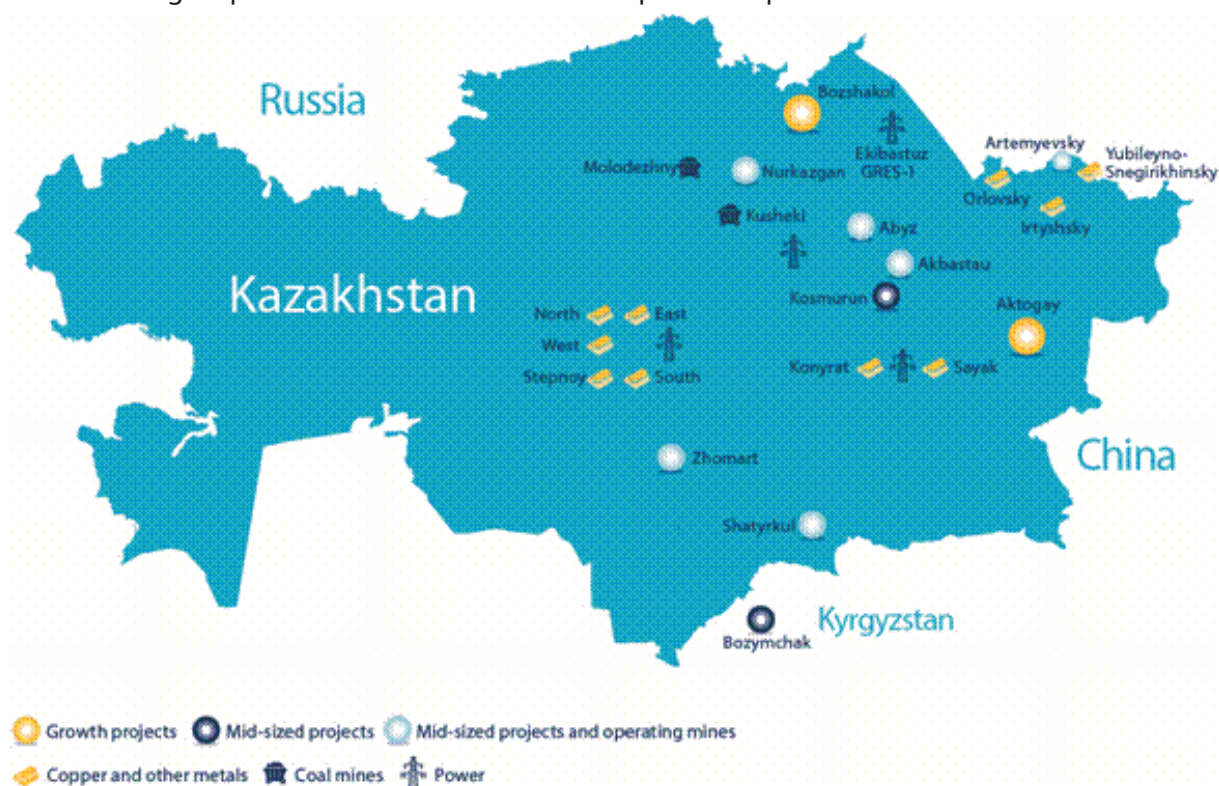 Russia
Bozshakol
Ekibastuz
GRES-1
Molodezhny
Nurkazgan
Artemyevsky
Yubileyno-
Snegirikhinsky
Orlovsky
Irtyshsky
Kusheki
Abyz
Akbastau
Kazakhstan
Kosmurun
Aktogay
North
East
West
Stepnoy
South
Konyrat
Sayak
China
Zhomart
Shatyrkul
Kyrgyzstan
Bozymchak
Growth projects
Mid-sized projects
Mid-sized projects and operating mines
Copper and other metals
Coal mines
Power